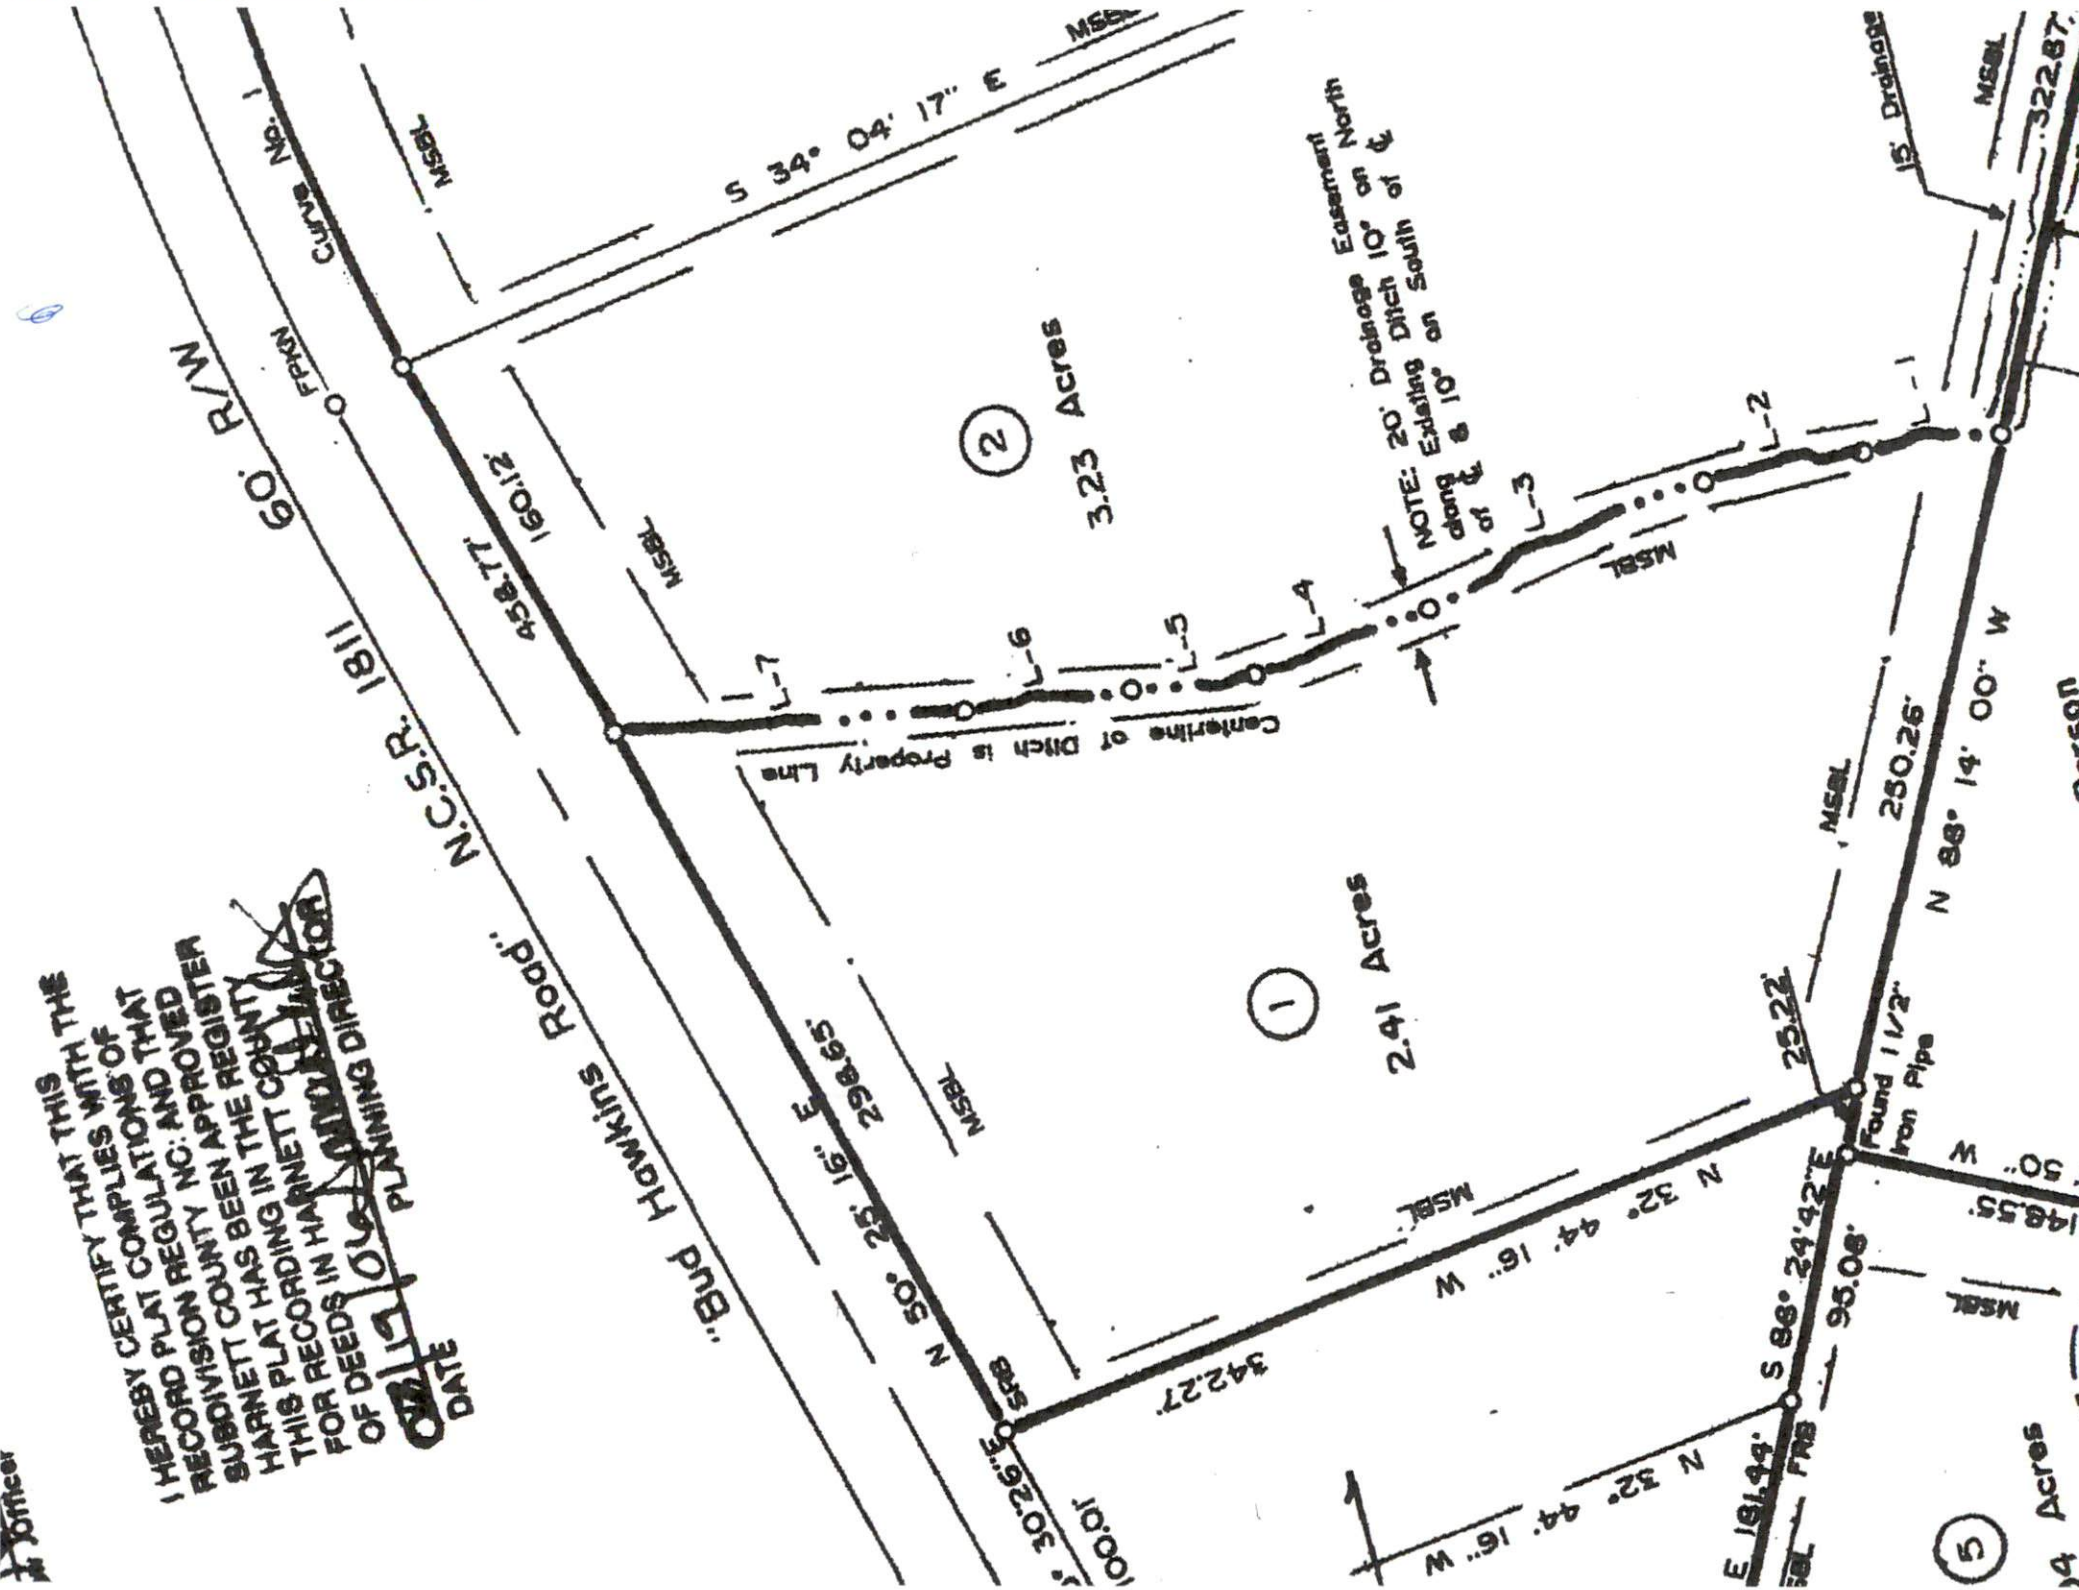 I HEREBY CERTIFY THAT THIS
RECORD PLAT COMPLIES WITH THE
SUBDIVISION REGULATIONS OF
HARNETT COUNTY NC. AND THAT
THIS PLAT HAS BEEN APPROVED
FOR RECORDING IN THE REGISTER
OF DEEDS IN HARNETT COUNTY
PLANNING DIRECTOR
DATE
Officer
60' R/W
N.C.S.R. 1811
"Bud Hawkins Road"
FPKN
Curve No. 1
MSBL
458.77'
160.12'
MSBL
S 34° 04' 17" E
MSBL
2
3.23 Acres
NOTE: 20' Drainage Easement
along Existing Ditch 10' on North
of ℄ & 10' on South of ℄
15' Drainage
MSBL
322.87'
L-1
L-2
L-3
L-4
L-5
L-6
L-7
MSBL
Centerline of Ditch is Property Line
N 50° 25' 16" E
298.65'
MSBL
1
2.41 Acres
MSBL
250.26'
N 88° 14' 00" W
25.22'
Found 1 1/2"
Iron Pipe
SRB
30' 26" E
100.01'
342.27'
N 32° 44' 16" W
MSBL
N 32° 44' 16" W
S 88° 24' 42" E
95.08'
50" W
148.55'
MSBL
FRB
E 181.44'
5
Acres